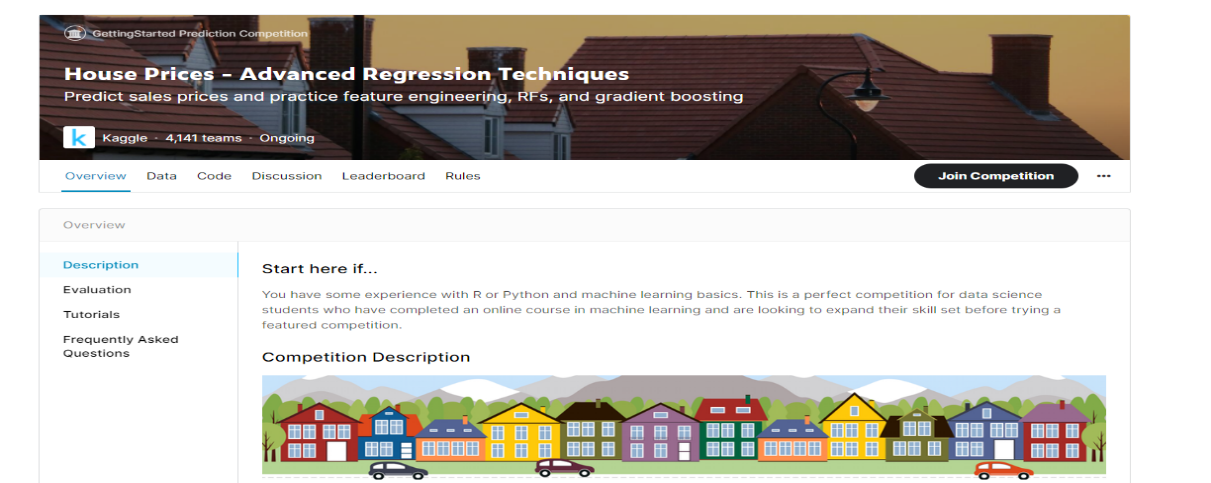 GettingStarted Prediction Competition
House Prices - Advanced Regression Techniques
Predict sales prices and practice feature engineering, RFs, and gradient boosting
k Kaggle · 4,141 teams · Ongoing
Overview Data Code Discussion Leaderboard Rules Join Competition ...
Overview
Description
Evaluation
Tutorials
Frequently Asked
Questions
Start here if...
You have some experience with R or Python and machine learning basics. This is a perfect competition for data science
students who have completed an online course in machine learning and are looking to expand their skill set before trying a
featured competition.
Competition Description